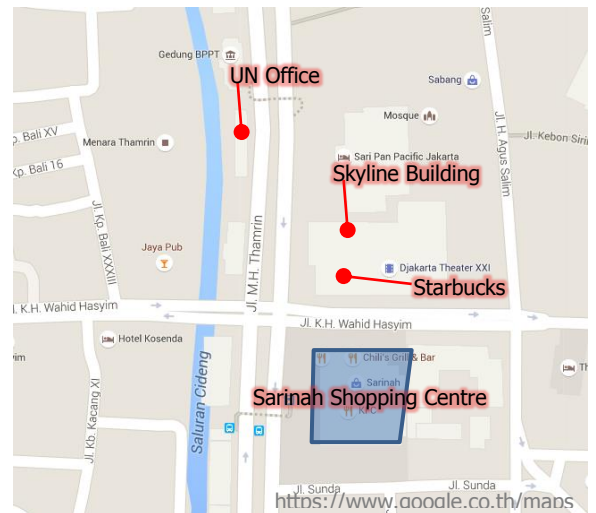 Salim
Gedung BPPT
UN Office
Sabang
Mosque
Jl. H. Agus Salim
p. Bali XV
Menara Thamrin
Jl. Kebon Siri
Sari Pan Pacific Jakarta
Kp. Bali 16
Skyline Building
Jl. Kp. Bali XXXIII
Jl. M.H. Thamrin
Jaya Pub
Djakarta Theater XXI
Starbucks
Jl. K.H. Wahid Hasyim
Jl. K.H. Wahid Hasyim
Hotel Kosenda
Chili's Grill & Bar
Th
Sarinah
Sarinah Shopping Centre
KFC
Jl. Kb. Kacang XI
Saluran Cideng
Jl. Sunda
Jl. Sunda
https://www.google.co.th/maps